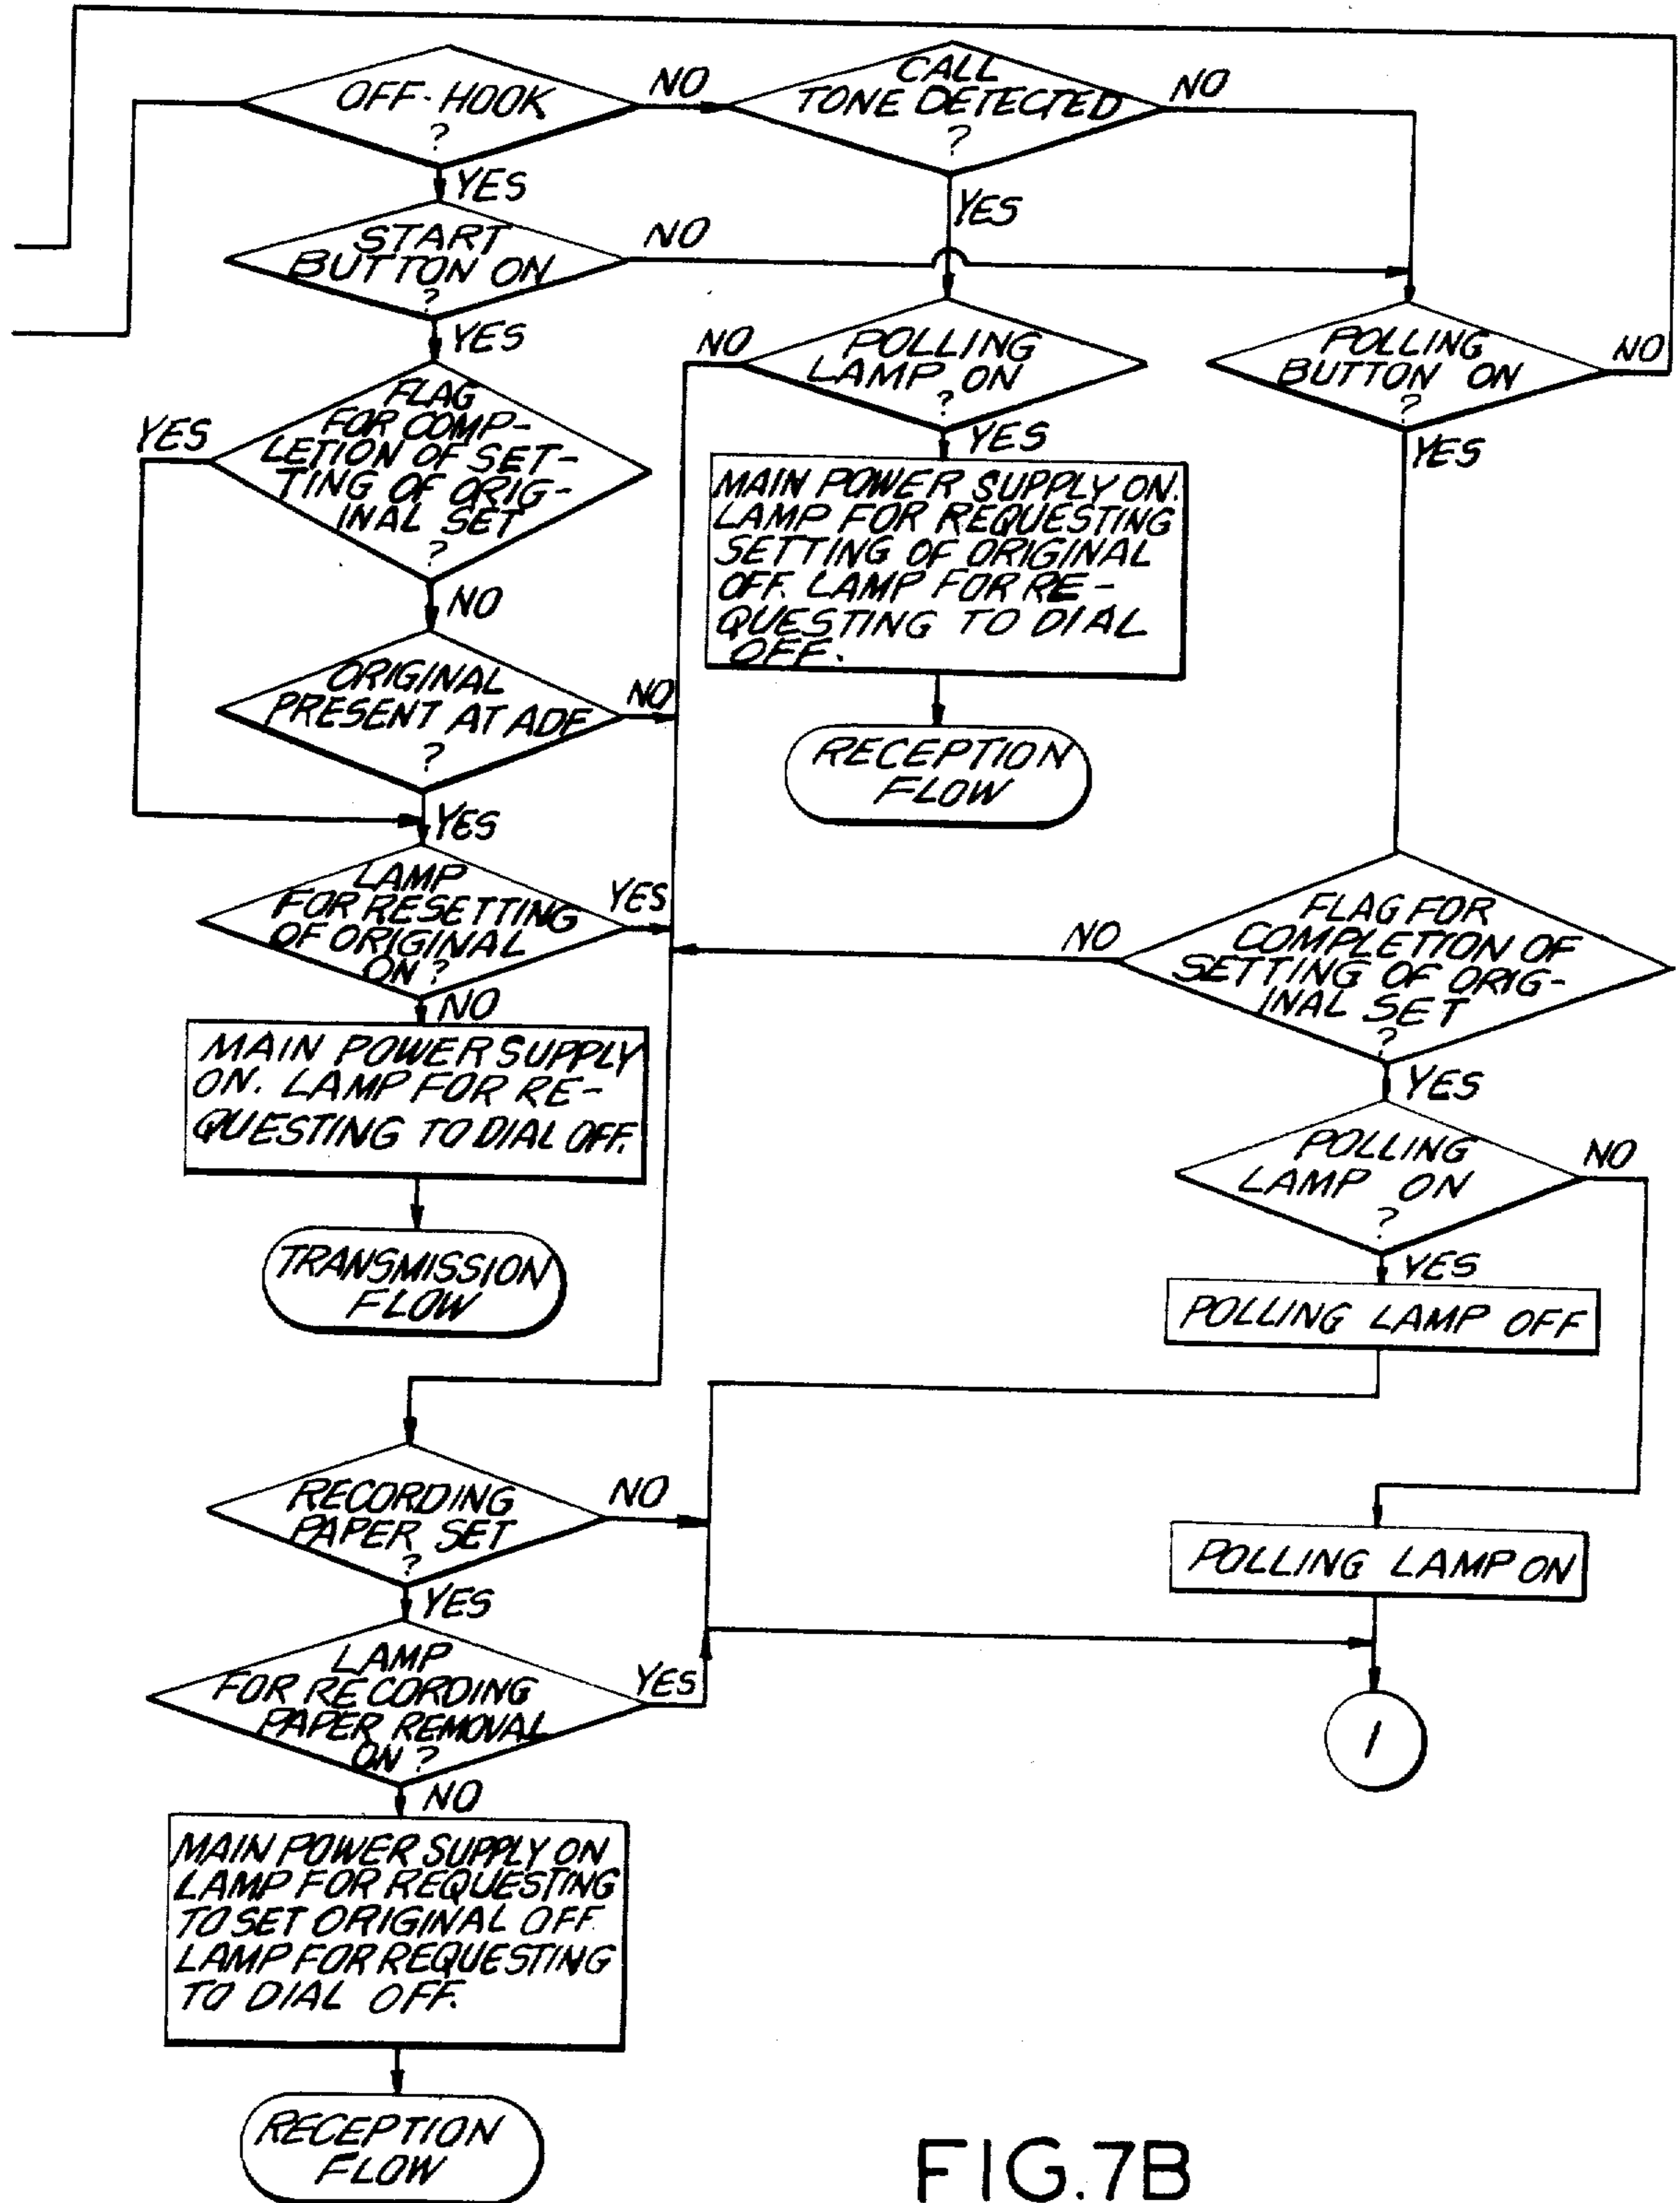 OFF-HOOK
?
NO
CALL
TONE DETECTED
?
NO
YES
YES
START
BUTTON ON
?
NO
YES
POLLING
LAMP ON
?
NO
YES
POLLING
BUTTON ON
?
NO
YES
FLAG
FOR COMP-
LETION OF SET-
TING OF ORIG-
INAL SET
?
YES
NO
MAIN POWER SUPPLY ON.
LAMP FOR REQUESTING
SETTING OF ORIGINAL
OFF. LAMP FOR RE-
QUESTING TO DIAL
OFF.
RECEPTION
FLOW
ORIGINAL
PRESENT AT ADF
?
NO
YES
LAMP
FOR RESETTING
OF ORIGINAL
ON ?
YES
NO
FLAG FOR
COMPLETION OF
SETTING OF ORIG-
INAL SET
?
NO
YES
MAIN POWER SUPPLY
ON. LAMP FOR RE-
QUESTING TO DIAL OFF.
TRANSMISSION
FLOW
POLLING
LAMP ON
?
NO
YES
POLLING LAMP OFF
RECORDING
PAPER SET
?
NO
YES
POLLING LAMP ON
LAMP
FOR RECORDING
PAPER REMOVAL
ON ?
YES
NO
1
MAIN POWER SUPPLY ON
LAMP FOR REQUESTING
TO SET ORIGINAL OFF
LAMP FOR REQUESTING
TO DIAL OFF.
RECEPTION
FLOW
FIG.7B